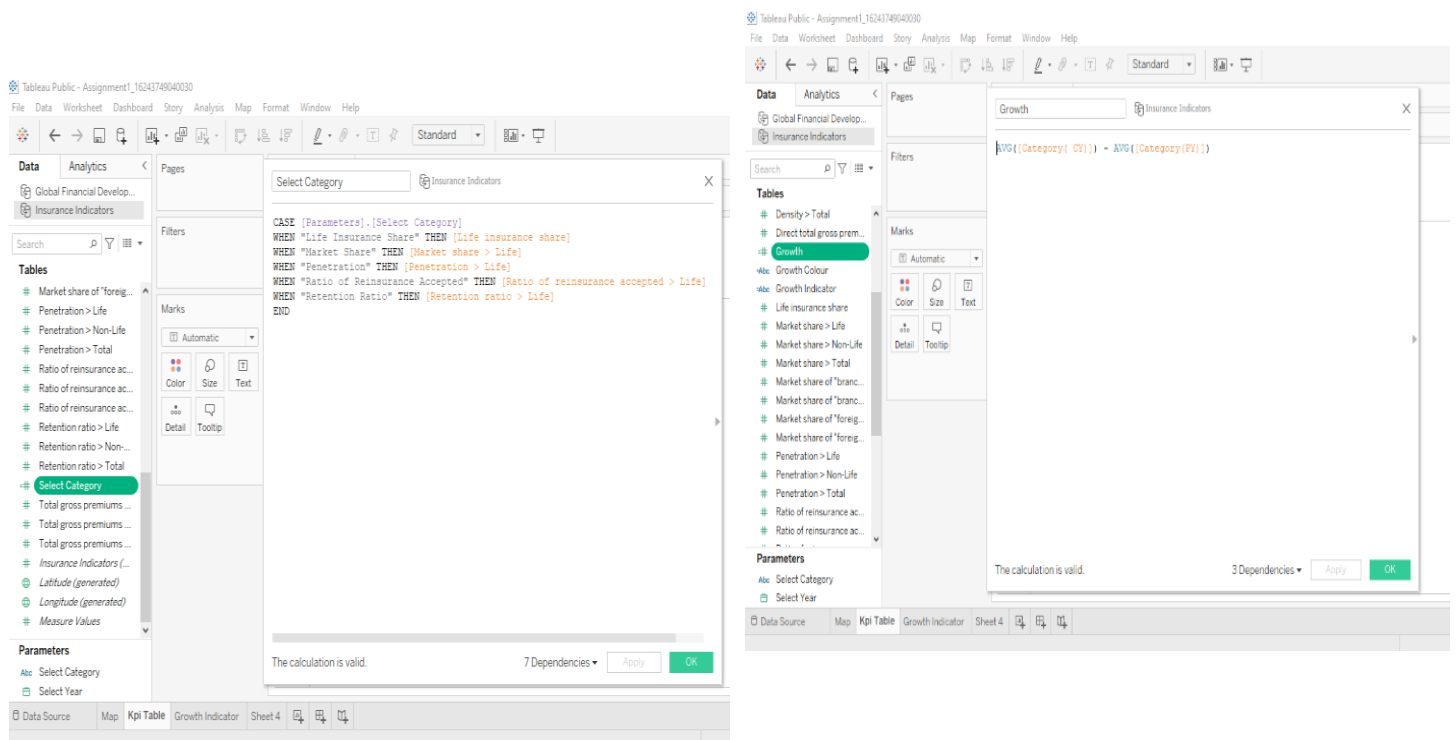 Tableau Public - Assignment1_16243749040030
File Data Worksheet Dashboard Story Analysis Map Format Window Help
Standard
Data Analytics
Global Financial Develop...
Insurance Indicators
Search
Tables
# Market share of "foreig...
# Penetration > Life
# Penetration > Non-Life
# Penetration > Total
# Ratio of reinsurance ac...
# Ratio of reinsurance ac...
# Ratio of reinsurance ac...
# Retention ratio > Life
# Retention ratio > Non-...
# Retention ratio > Total
=# Select Category
# Total gross premiums ...
# Total gross premiums ...
# Total gross premiums ...
# Insurance Indicators (...
Latitude (generated)
Longitude (generated)
# Measure Values
Parameters
Abc Select Category
Select Year
Pages
Filters
Marks
Automatic
Color Size Text
Detail Tooltip
Select Category
Insurance Indicators
X
CASE [Parameters].[Select Category]
WHEN "Life Insurance Share" THEN [Life insurance share]
WHEN "Market Share" THEN [Market share > Life]
WHEN "Penetration" THEN [Penetration > Life]
WHEN "Ratio of Reinsurance Accepted" THEN [Ratio of reinsurance accepted > Life]
WHEN "Retention Ratio" THEN [Retention ratio > Life]
END
The calculation is valid.
7 Dependencies
Apply
OK
Data Source Map Kpi Table Growth Indicator Sheet 4
Tableau Public - Assignment1_16243749040030
File Data Worksheet Dashboard Story Analysis Map Format Window Help
Standard
Data Analytics
Global Financial Develop...
Insurance Indicators
Search
Tables
# Density > Total
# Direct total gross prem...
=# Growth
=Abc Growth Colour
=Abc Growth Indicator
# Life insurance share
# Market share > Life
# Market share > Non-Life
# Market share > Total
# Market share of "branc...
# Market share of "branc...
# Market share of "foreig...
# Market share of "foreig...
# Penetration > Life
# Penetration > Non-Life
# Penetration > Total
# Ratio of reinsurance ac...
# Ratio of reinsurance ac...
Parameters
Abc Select Category
Select Year
Pages
Filters
Marks
Automatic
Color Size Text
Detail Tooltip
Growth
Insurance Indicators
X
AVG([Category( CY)]) - AVG([Category(PY)])
The calculation is valid.
3 Dependencies
Apply
OK
Data Source Map Kpi Table Growth Indicator Sheet 4